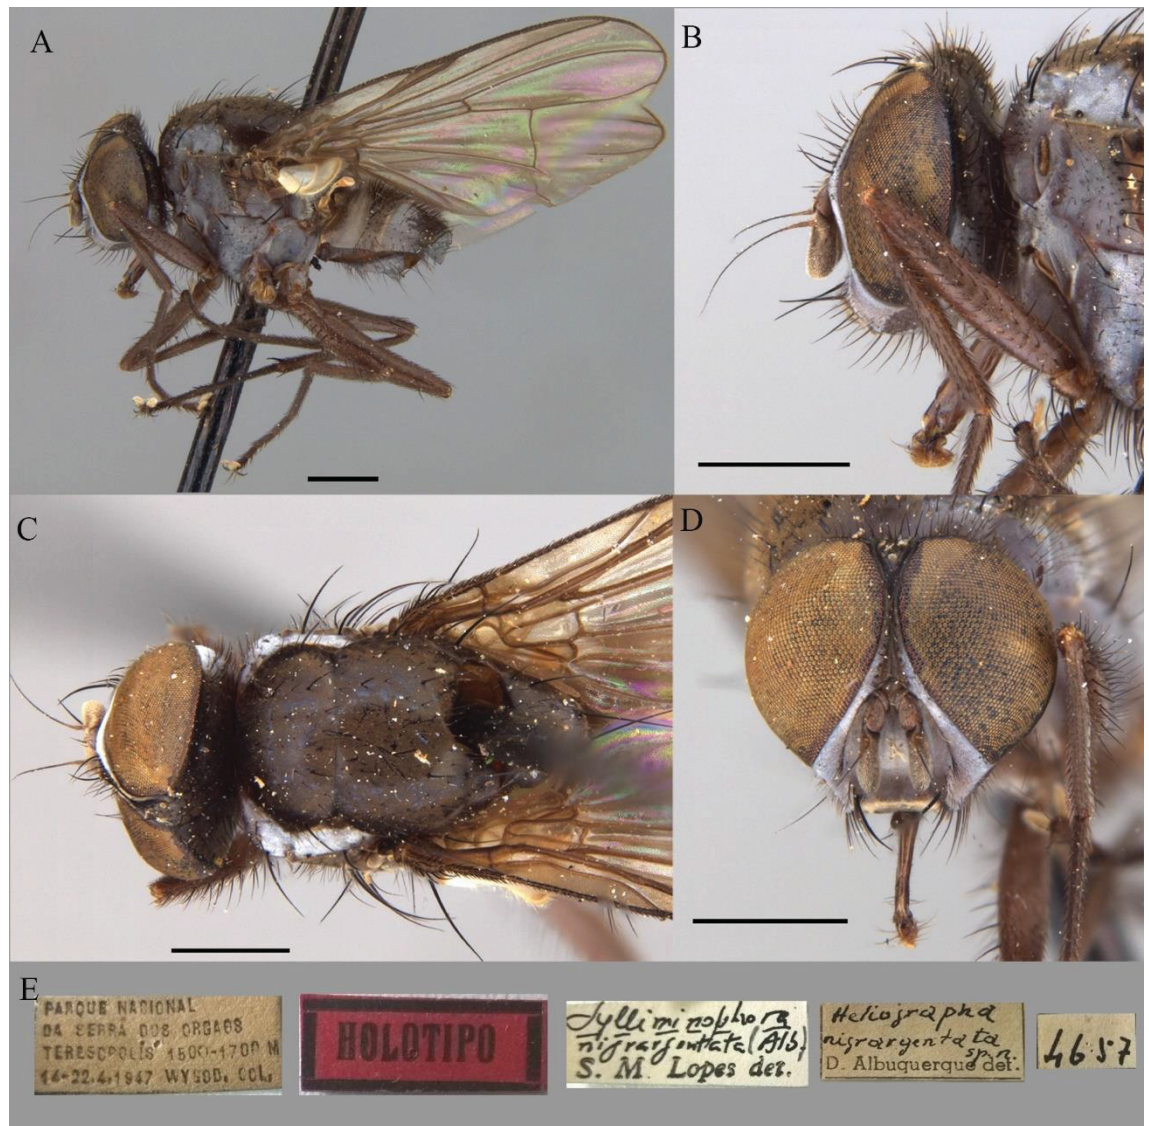 A
B
C
D
E
PARQUE NACIONAL
DA SERRA DOS ORGAOS
TERESOPOLIS 1500-1700 M
14-22.4.1947 WYGOD. COL.
HOLOTIPO
Sylliminophora
nigrargentata (Alb.)
S. M. Lopes det.
Heliographa
nigrargentata
sp.n.
D. Albuquerque det.
4657